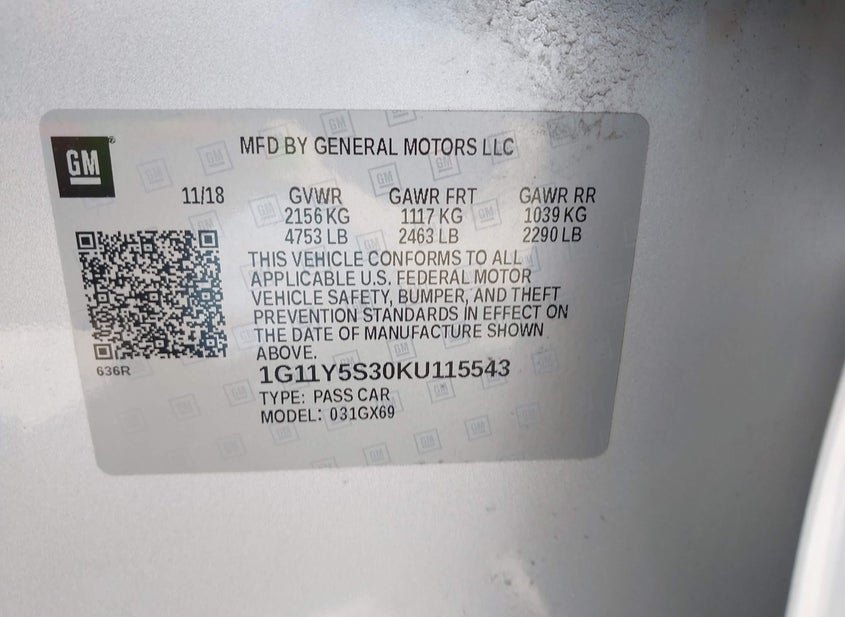 GM
MFD BY GENERAL MOTORS LLC
11/18 GVWR GAWR FRT GAWR RR
2156 KG 1117 KG 1039 KG
4753 LB 2463 LB 2290 LB
THIS VEHICLE CONFORMS TO ALL
APPLICABLE U.S. FEDERAL MOTOR
VEHICLE SAFETY, BUMPER, AND THEFT
PREVENTION STANDARDS IN EFFECT ON
THE DATE OF MANUFACTURE SHOWN
ABOVE.
636R
1G11Y5S30KU115543
TYPE: PASS CAR
MODEL: 031GX69